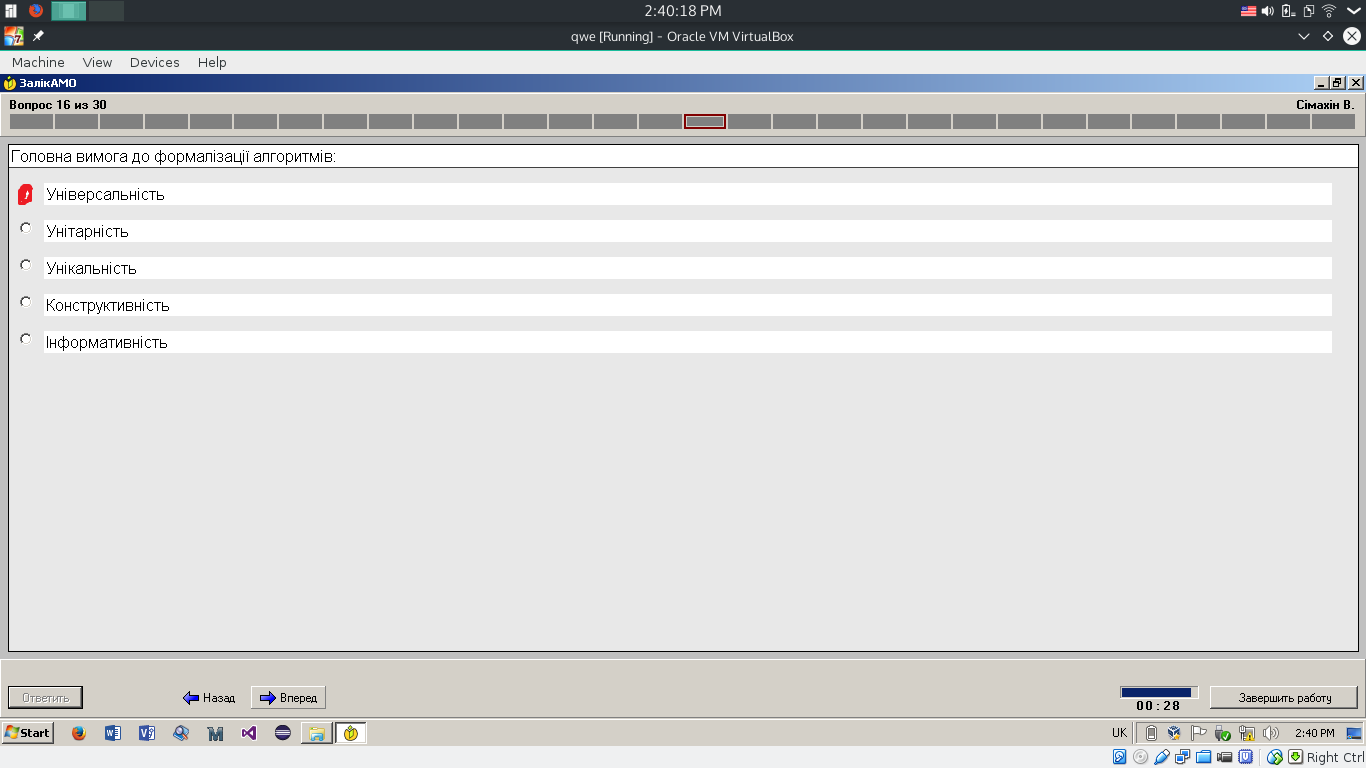 2:40:18 PM
qwe [Running] - Oracle VM VirtualBox
Machine View Devices Help
ЗалікАМО
Вопрос 16 из 30 Сімахін В.
Головна вимога до формалізації алгоритмів:
Універсальність
Унітарність
Унікальність
Конструктивність
Інформативність
Ответить Назад Вперед 00:28 Завершить работу
Start UK 2:40 PM
Right Ctrl